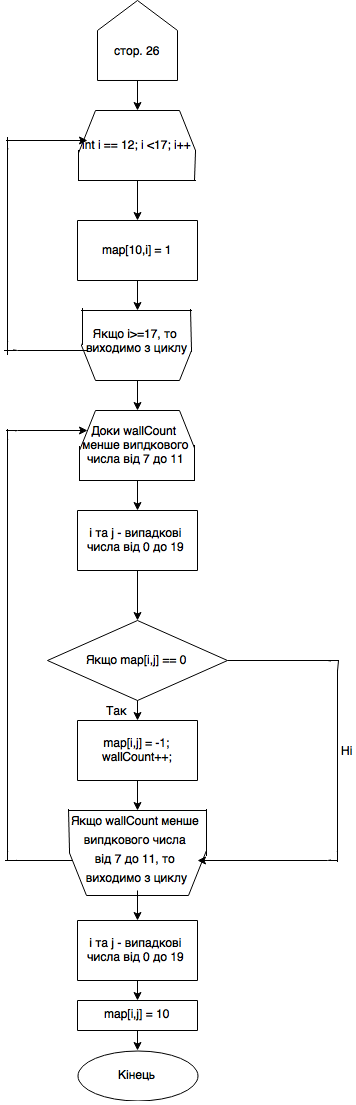 стор. 26
int i == 12; i <17; i++
map[10,i] = 1
Якщо i>=17, то
виходимо з циклу
Доки wallCount
менше випдкового
числа від 7 до 11
i та j - випадкові
числа від 0 до 19
Якщо map[i,j] == 0
Так
Ні
map[i,j] = -1;
wallCount++;
Якщо wallCount менше
випдкового числа
від 7 до 11, то
виходимо з циклу
i та j - випадкові
числа від 0 до 19
map[i,j] = 10
Кінець